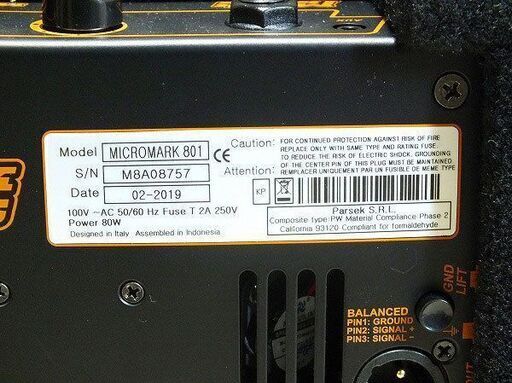 AUX
Model MICROMARK 801
S/N M8A08757
Date 02-2019
100V ~AC 50/60 Hz Fuse T 2A 250V
Power 80W
Designed in Italy Assembled in Indonesia
CE
Caution: FOR CONTINUED PROTECTION AGAINST RISK OF FIRE
REPLACE ONLY WITH SAME TYPE AND RATING FUSE.
TO REDUCE THE RISK OF ELECTRIC SHOCK, GROUNDING
OF THE CENTER PIN OF THIS PLUG MUST BE MAINTAINED
Attention: REMPLACER UNIQUEMENT PAR UN FUSIBLE DE MEME TYPE
KP
Parsek S.R.L.
Composite type:PW Material Compliance Phase 2
California 93120 Compliant for formaldehyde
BALANCED
PIN1: GROUND
PIN2: SIGNAL +
PIN3: SIGNAL -
GND
LIFT